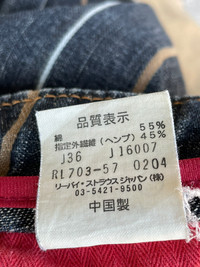 品質表示
綿 55%
指定外繊維(ヘンプ) 45%
J36 J16007
RL703-57 0204
リーバイ・ストラウスジャパン(株)
03-5421-9500
中国製